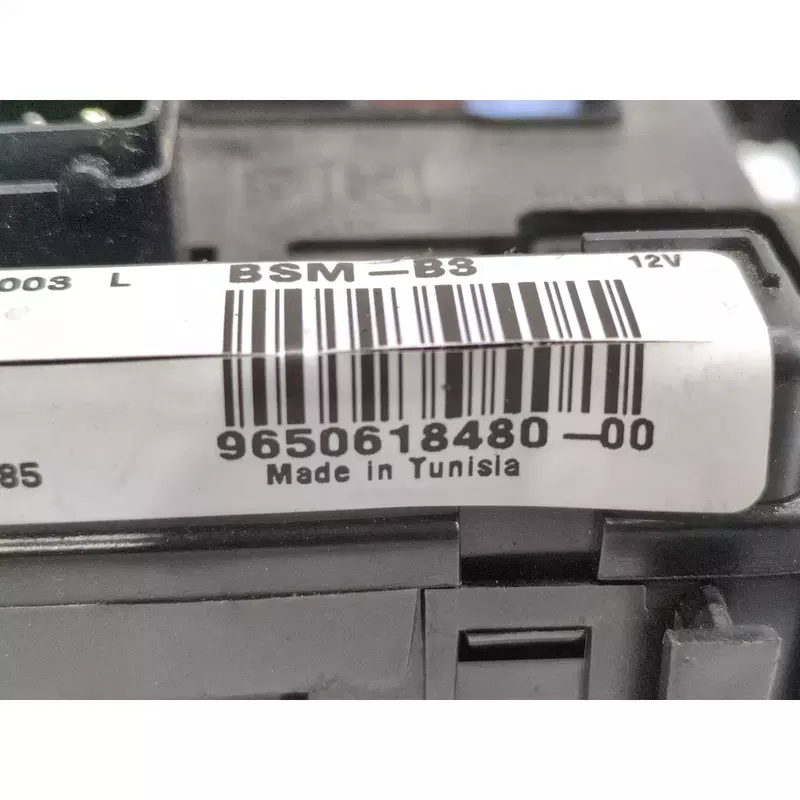 003 L BSM-B3 12V
9650618480-00
85 Made in Tunisia